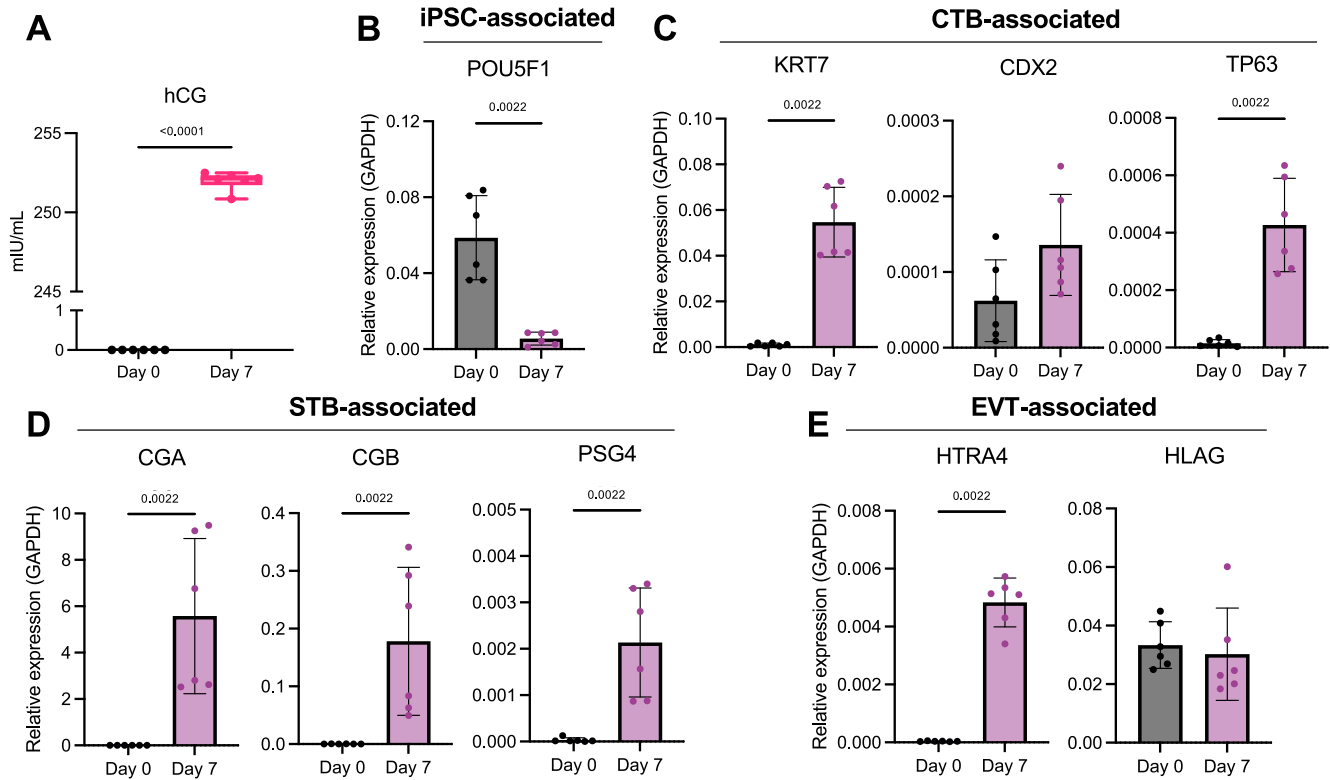 A
hCG
<0.0001
mIU/mL
255
250
245
1
0
Day 0 Day 7
B
iPSC-associated
POU5F1
0.0022
Relative expression (GAPDH)
0.12
0.08
0.04
0.00
Day 0 Day 7
C
CTB-associated
KRT7
0.0022
Relative expression (GAPDH)
0.10
0.08
0.06
0.04
0.02
0.00
Day 0 Day 7
CDX2
0.0003
0.0002
0.0001
0.0000
Day 0 Day 7
TP63
0.0022
0.0008
0.0006
0.0004
0.0002
0.0000
Day 0 Day 7
D
STB-associated
CGA
0.0022
Relative expression (GAPDH)
10
8
6
4
2
0
Day 0 Day 7
CGB
0.0022
0.4
0.3
0.2
0.1
0.0
Day 0 Day 7
PSG4
0.0022
0.005
0.004
0.003
0.002
0.001
0.000
Day 0 Day 7
E
EVT-associated
HTRA4
0.0022
Relative expression (GAPDH)
0.008
0.006
0.004
0.002
0.000
Day 0 Day 7
HLAG
0.08
0.06
0.04
0.02
0.00
Day 0 Day 7